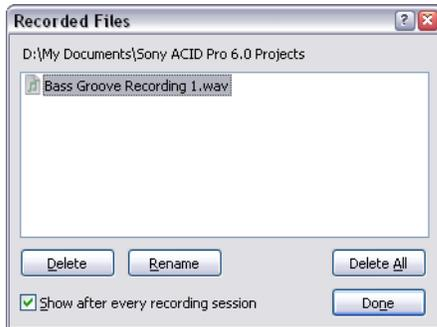 Recorded Files
D:\My Documents\Sony ACID Pro 6.0 Projects
Bass Groove Recording 1.wav
Delete Rename Delete All
Show after every recording session Done